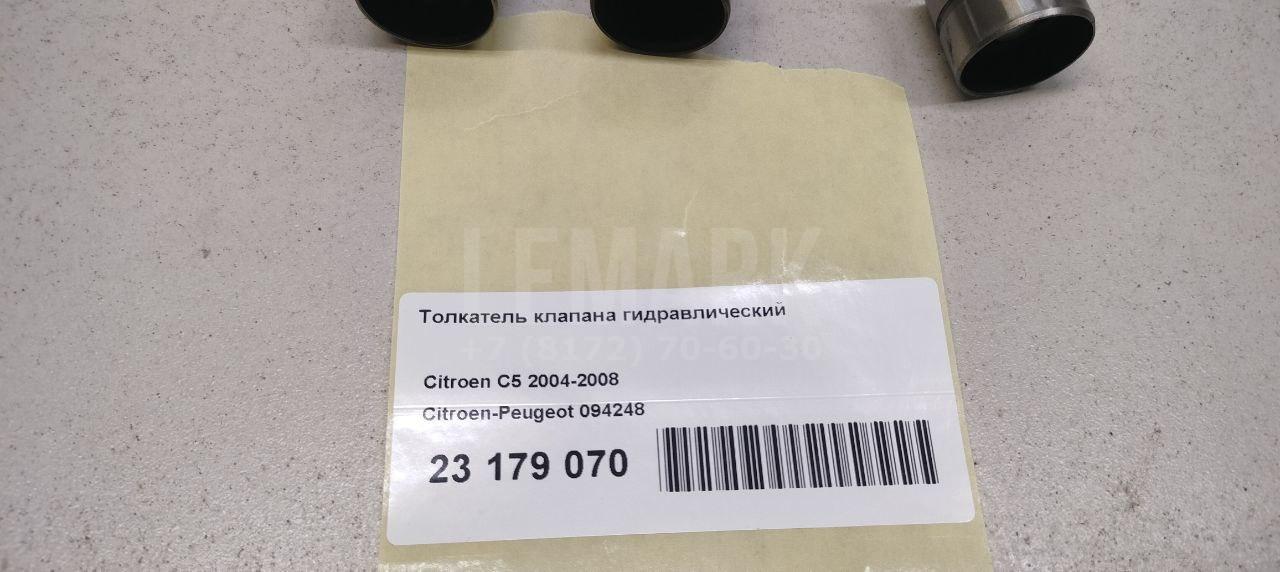 LEMARK
Толкатель клапана гидравлический
+7 (8172) 70-60-30
Citroen C5 2004-2008
Citroen-Peugeot 094248
23 179 070